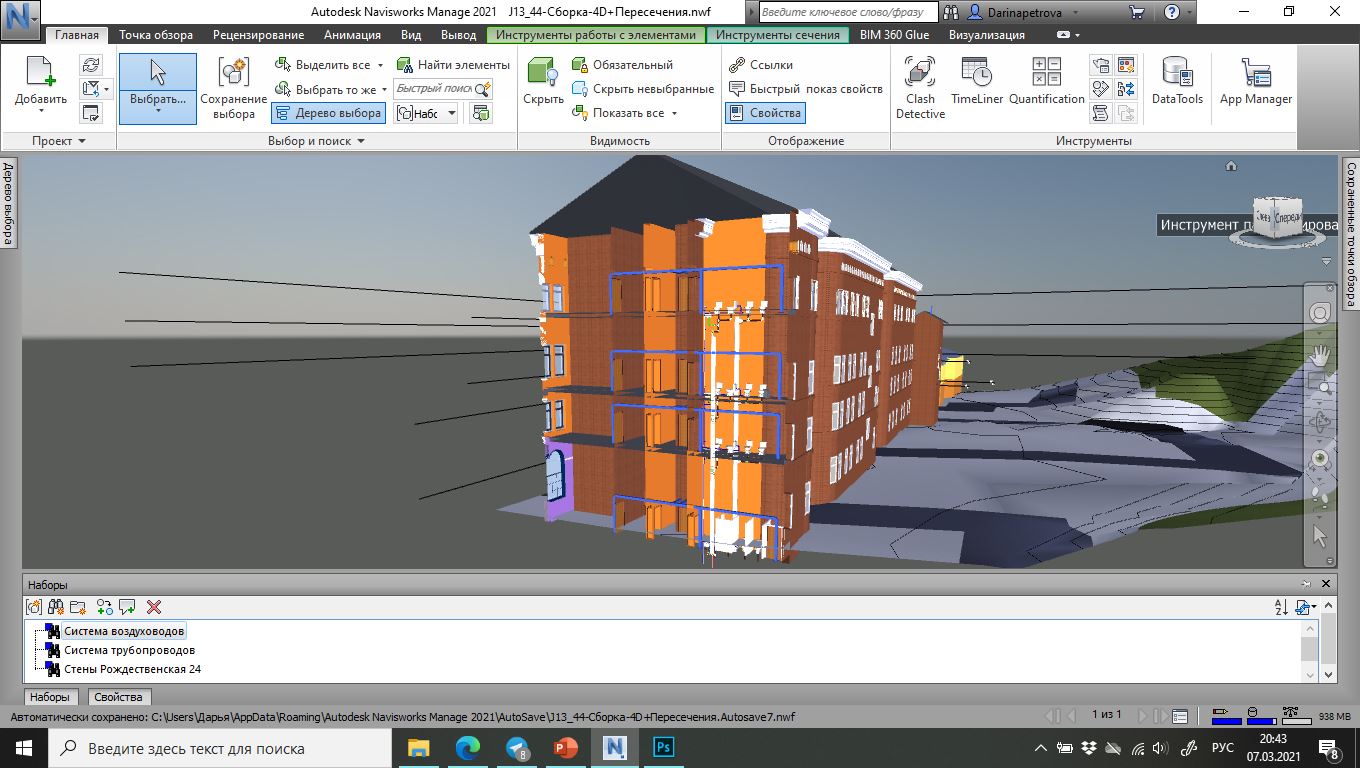 Autodesk Navisworks Manage 2021 J13_44-Сборка-4D+Пересечения.nwf
Введите ключевое слово/фразу
Darinapetrova
Главная Точка обзора Рецензирование Анимация Вид Вывод Инструменты работы с элементами Инструменты сечения BIM 360 Glue Визуализация
Добавить
Выбрать...
Сохранение выбора
Выделить все
Выбрать то же
Дерево выбора
Найти элементы
Быстрый поиск
Скрыть
Обязательный
Скрыть невыбранные
Показать все
Ссылки
Быстрый показ свойств
Свойства
Clash Detective
TimeLiner
Quantification
DataTools
App Manager
Проект
Выбор и поиск
Видимость
Отображение
Инструменты
Дерево выбора
Сохраненные точки обзора
Инструмент
Спереди
Наборы
Система воздуховодов
Система трубопроводов
Стены Рождественская 24
Наборы Свойства
Автоматически сохранено: C:\Users\Дарья\AppData\Roaming\Autodesk Navisworks Manage 2021\AutoSave\J13_44-Сборка-4D+Пересечения.Autosave7.nwf
1 из 1
938 MB
Введите здесь текст для поиска
8
РУС
20:43
07.03.2021
8